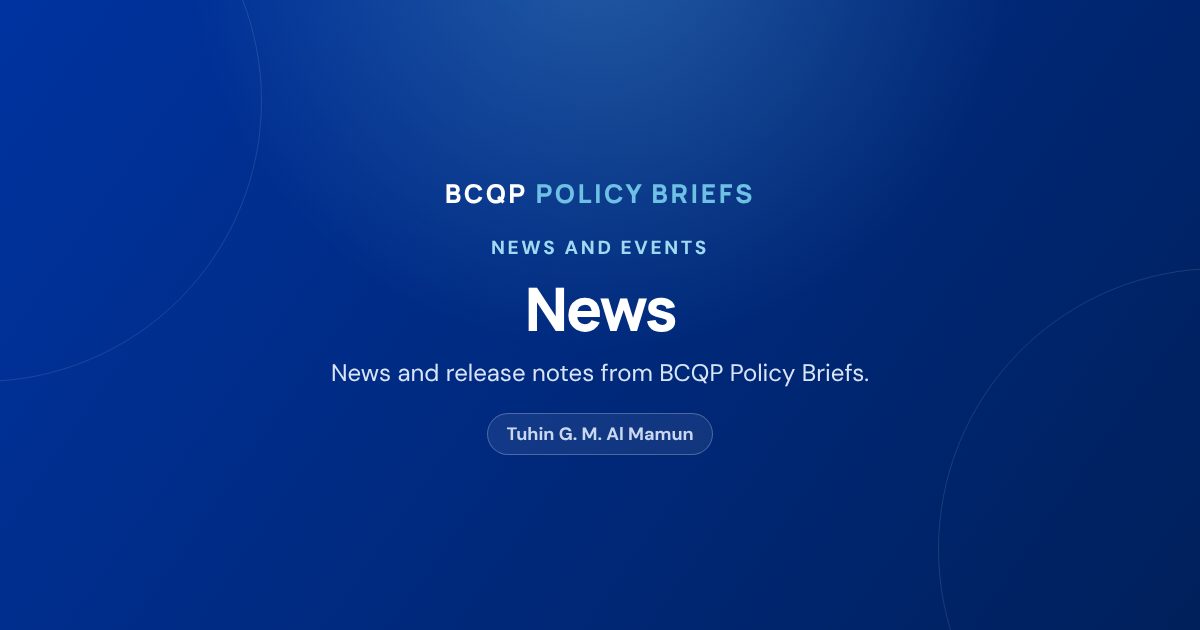 BCQP POLICY BRIEFS
NEWS AND EVENTS
News
News and release notes from BCQP Policy Briefs.
Tuhin G. M. Al Mamun